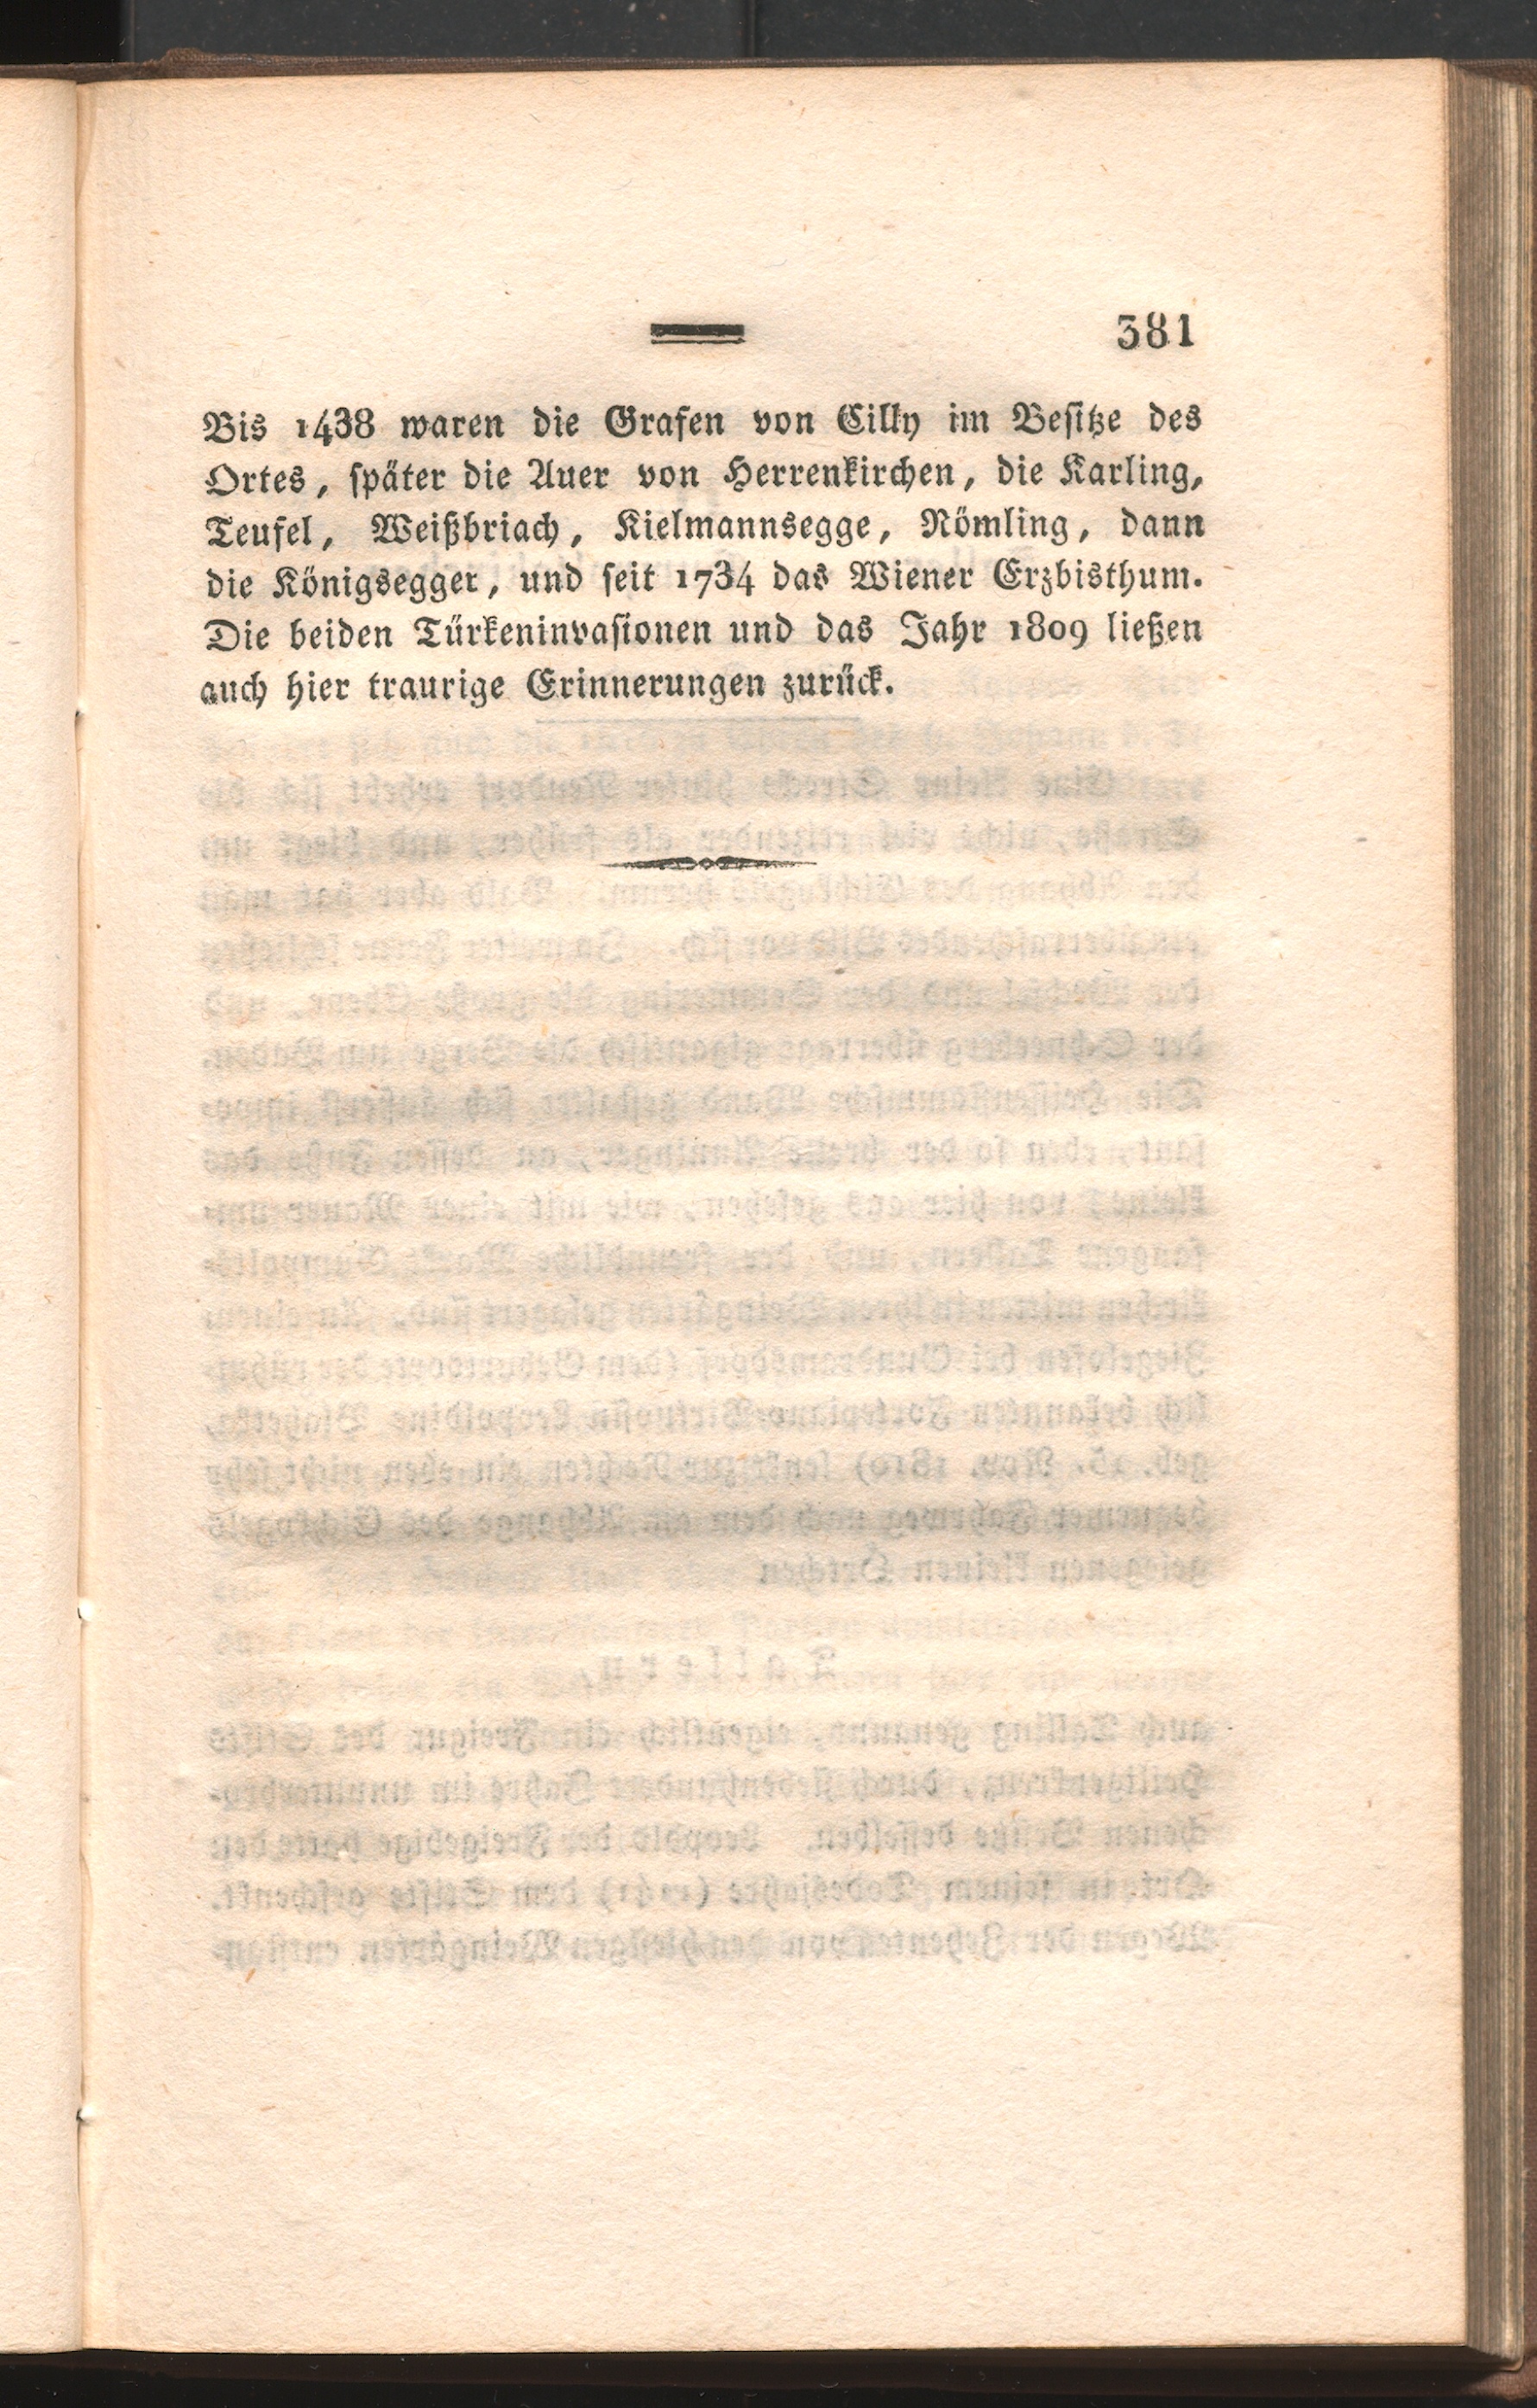 381
Bis 1438 waren die Grafen von Cilly im Besitze des
Ortes, später die Auer von Herrenkirchen, die Karling,
Teufel, Weißbriach, Kielmannsegge, Nömling, dann
die Königsegger, und seit 1734 das Wiener Erzbisthum.
Die beiden Türkeninvasionen und das Jahr 1809 ließen
auch hier traurige Erinnerungen zurück.